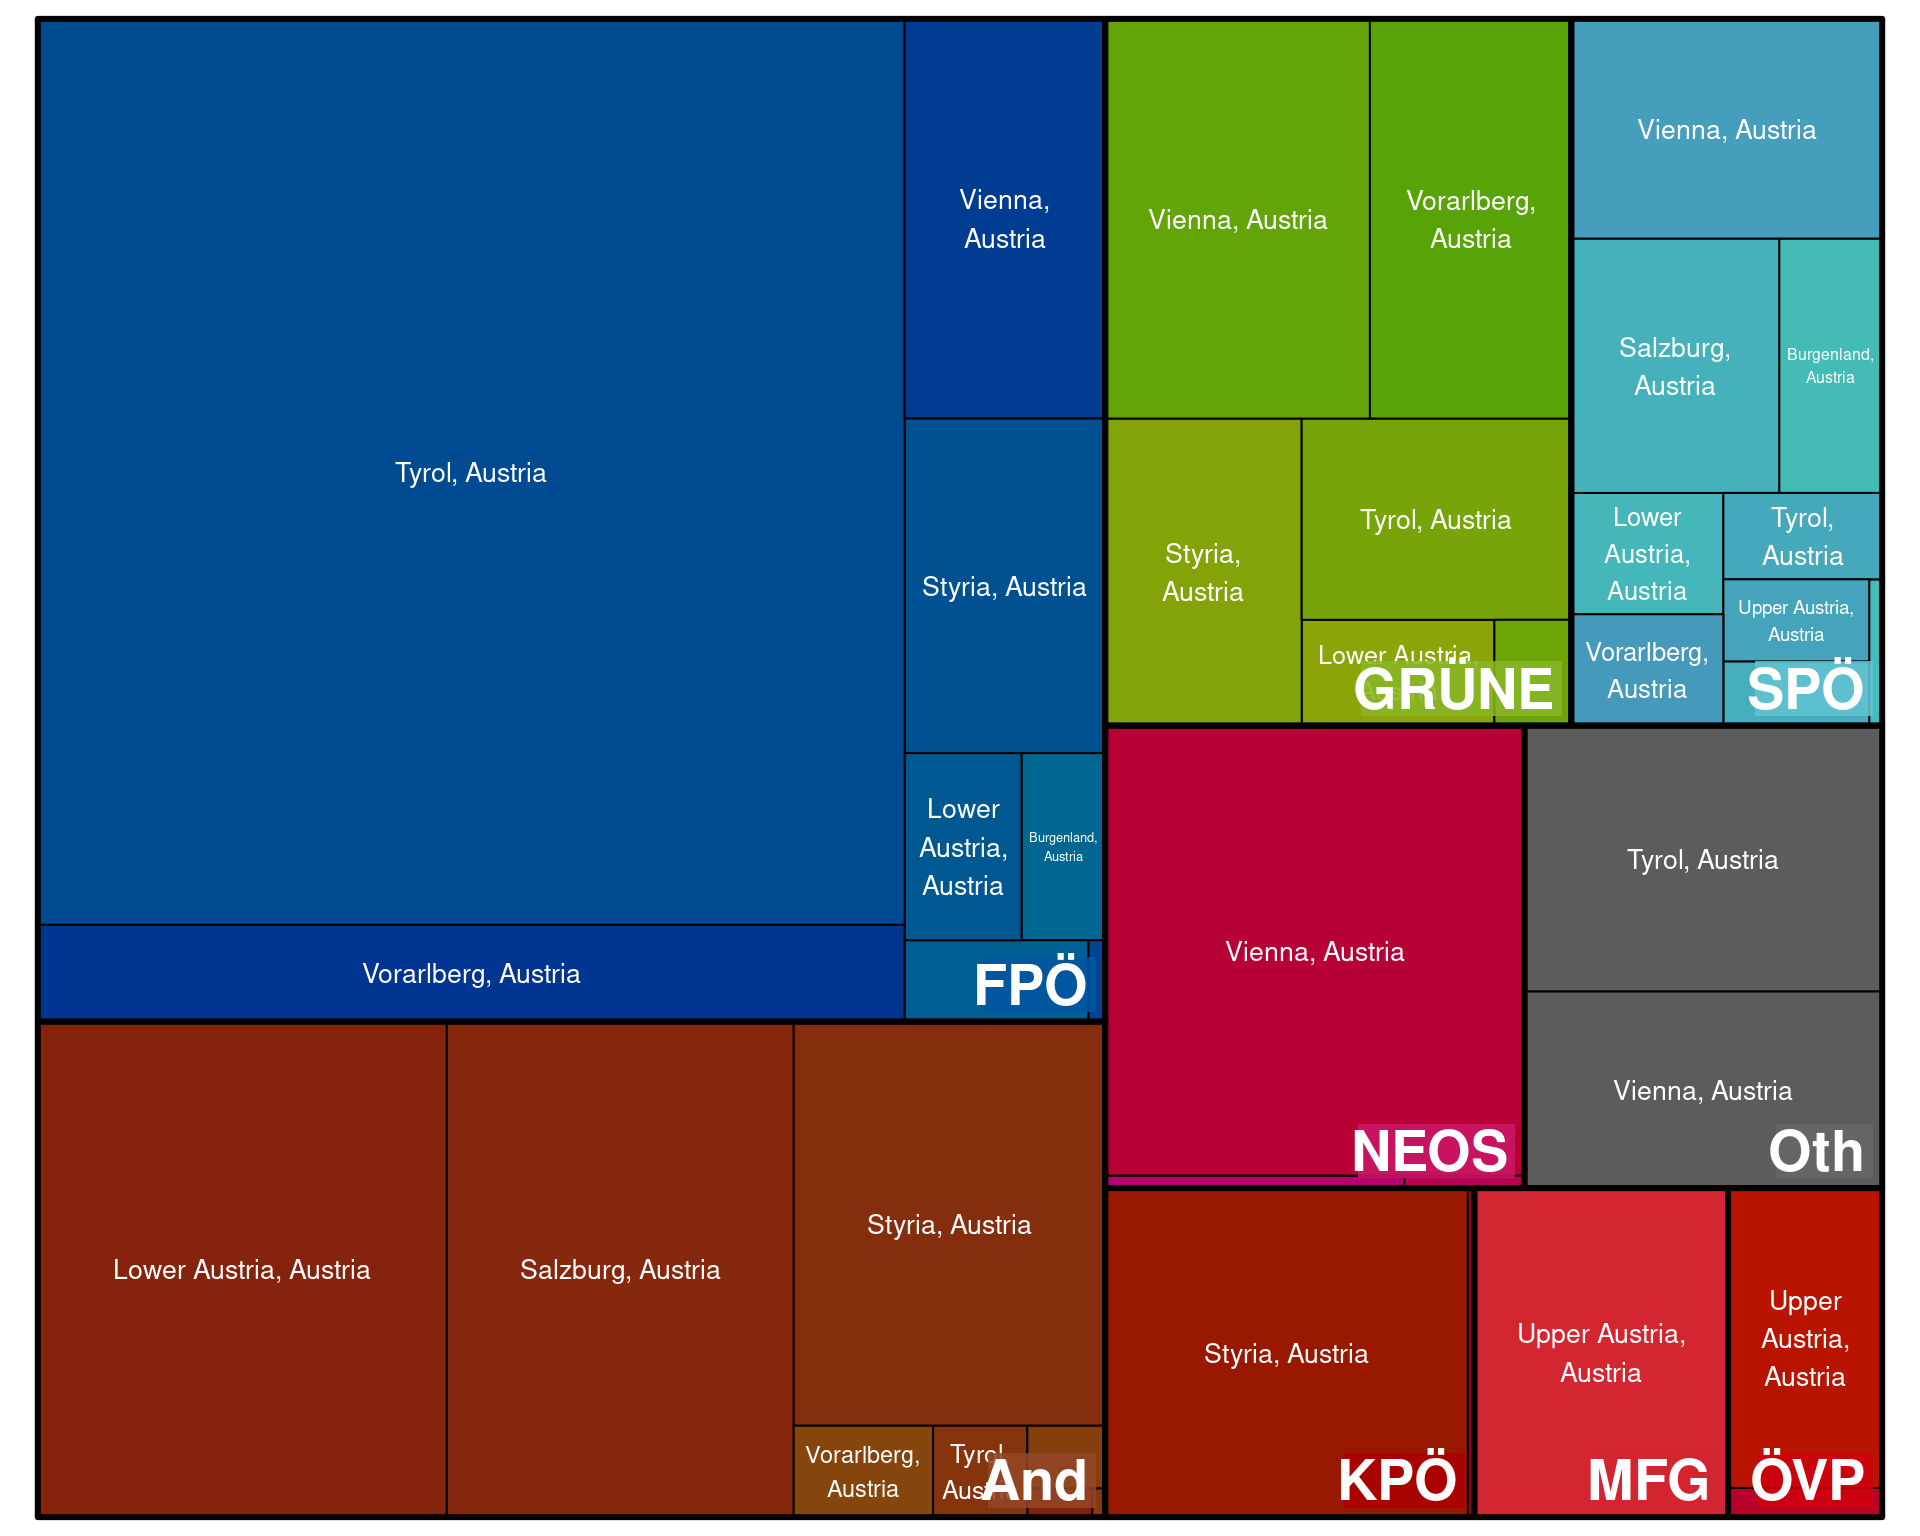 Tyrol, Austria
Vorarlberg, Austria
Vienna,
Austria
Styria, Austria
Lower
Austria,
Austria
Burgenland,
Austria
FPÖ
Lower Austria, Austria
Salzburg, Austria
Styria, Austria
Vorarlberg,
Austria
Tyrol,
Austria
And
Vienna, Austria
Vorarlberg,
Austria
Styria,
Austria
Tyrol, Austria
Lower Austria,
Austria
GRÜNE
Vienna, Austria
Salzburg,
Austria
Burgenland,
Austria
Lower
Austria,
Austria
Tyrol,
Austria
Upper Austria,
Austria
Vorarlberg,
Austria
SPÖ
Vienna, Austria
NEOS
Tyrol, Austria
Vienna, Austria
Oth
Styria, Austria
KPÖ
Upper Austria,
Austria
MFG
Upper
Austria,
Austria
ÖVP